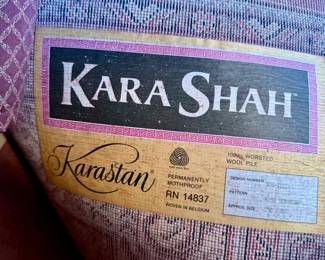 KARA SHAH
Karastan
PERMANENTLY
MOTHPROOF
RN 14837
WOVEN IN BELGIUM
100% WORSTED
WOOL PILE
DESIGN NUMBER
PATTERN
APPROX. SIZE